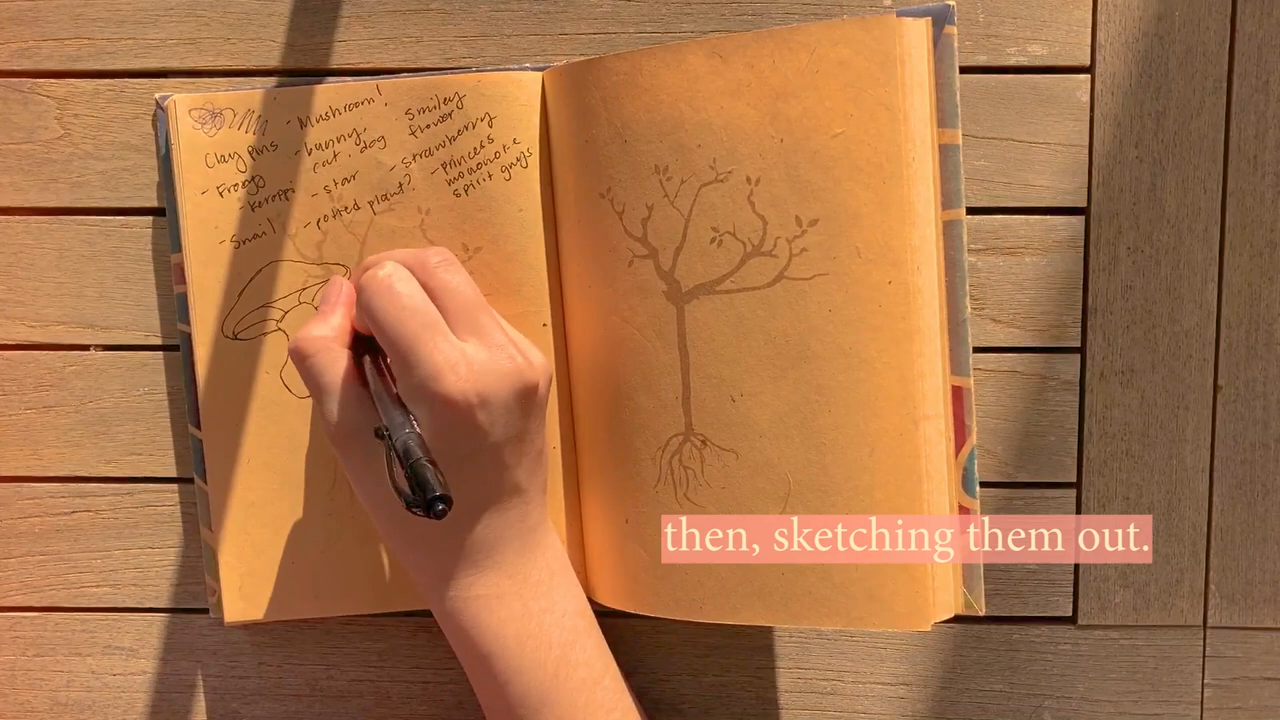 Clay Pins
- Froggy
- keroppi
- Snail
- Mushroom!
- bunny,
cat, dog
- star
- potted plant?
smiley
flower
- strawberry
- princess
mononoke
spirit guys
then, sketching them out.